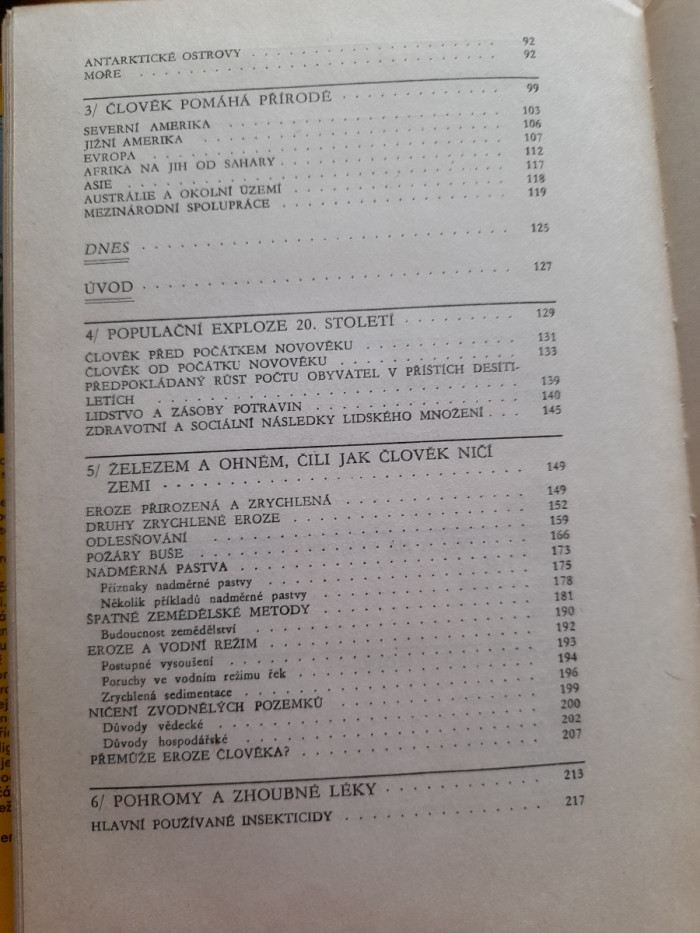 ANTARKTICKÉ OSTROVY . . . . . . . . . . . . . . . . 92
MOŘE . . . . . . . . . . . . . . . . . . . . . . . 92
3/ ČLOVĚK POMÁHÁ PŘÍRODĚ . . . . . . . . . . 99
SEVERNÍ AMERIKA . . . . . . . . . . . . . . . . . 103
JIŽNÍ AMERIKA . . . . . . . . . . . . . . . . . . . 106
EVROPA . . . . . . . . . . . . . . . . . . . . . . 107
AFRIKA NA JIH OD SAHARY . . . . . . . . . . . . . 112
ASIE . . . . . . . . . . . . . . . . . . . . . . . . 117
AUSTRÁLIE A OKOLNÍ ÚZEMÍ . . . . . . . . . . . . 118
MEZINÁRODNÍ SPOLUPRÁCE . . . . . . . . . . . . . 119
DNES . . . . . . . . . . . . . . . . . . . . . . . 125
ÚVOD . . . . . . . . . . . . . . . . . . . . . . . 127
4/ POPULAČNÍ EXPLOZE 20. STOLETÍ . . . . . . . . 129
ČLOVĚK PŘED POČÁTKEM NOVOVĚKU . . . . . . . . . 131
ČLOVĚK OD POČÁTKU NOVOVĚKU . . . . . . . . . . . 133
PŘEDPOKLÁDANÝ RŮST POČTU OBYVATEL V PŘÍŠTÍCH DESÍTI-
LETÍCH . . . . . . . . . . . . . . . . . . . . . . 139
LIDSTVO A ZÁSOBY POTRAVIN . . . . . . . . . . . . 140
ZDRAVOTNÍ A SOCIÁLNÍ NÁSLEDKY LIDSKÉHO MNOŽENÍ . . . 145
5/ ŽELEZEM A OHNĚM, ČILI JAK ČLOVĚK NIČÍ
ZEMI . . . . . . . . . . . . . . . . . . . . . . 149
EROZE PŘIROZENÁ A ZRYCHLENÁ . . . . . . . . . . . 149
DRUHY ZRYCHLENÉ EROZE . . . . . . . . . . . . . . 152
ODLESŇOVÁNÍ . . . . . . . . . . . . . . . . . . . 159
POŽÁRY BUŠE . . . . . . . . . . . . . . . . . . . 166
NADMĚRNÁ PASTVA . . . . . . . . . . . . . . . . . 173
Příznaky nadměrné pastvy . . . . . . . . . . . . . 175
Několik příkladů nadměrné pastvy . . . . . . . . . . 178
ŠPATNÉ ZEMĚDĚLSKÉ METODY . . . . . . . . . . . . 181
Budoucnost zemědělství . . . . . . . . . . . . . . 190
EROZE A VODNÍ REŽIM . . . . . . . . . . . . . . . 192
Postupné vysoušení . . . . . . . . . . . . . . . . 193
Poruchy ve vodním režimu řek . . . . . . . . . . . 194
Zrychlená sedimentace . . . . . . . . . . . . . . . 196
NIČENÍ ZVODNĚLÝCH POZEMKŮ . . . . . . . . . . . 199
Důvody vědecké . . . . . . . . . . . . . . . . . . 200
Důvody hospodářské . . . . . . . . . . . . . . . . 202
PŘEMŮŽE EROZE ČLOVĚKA? . . . . . . . . . . . . . 207
6/ POHROMY A ZHOUBNÉ LÉKY . . . . . . . . . . . 213
HLAVNÍ POUŽÍVANÉ INSEKTICIDY . . . . . . . . . . 217